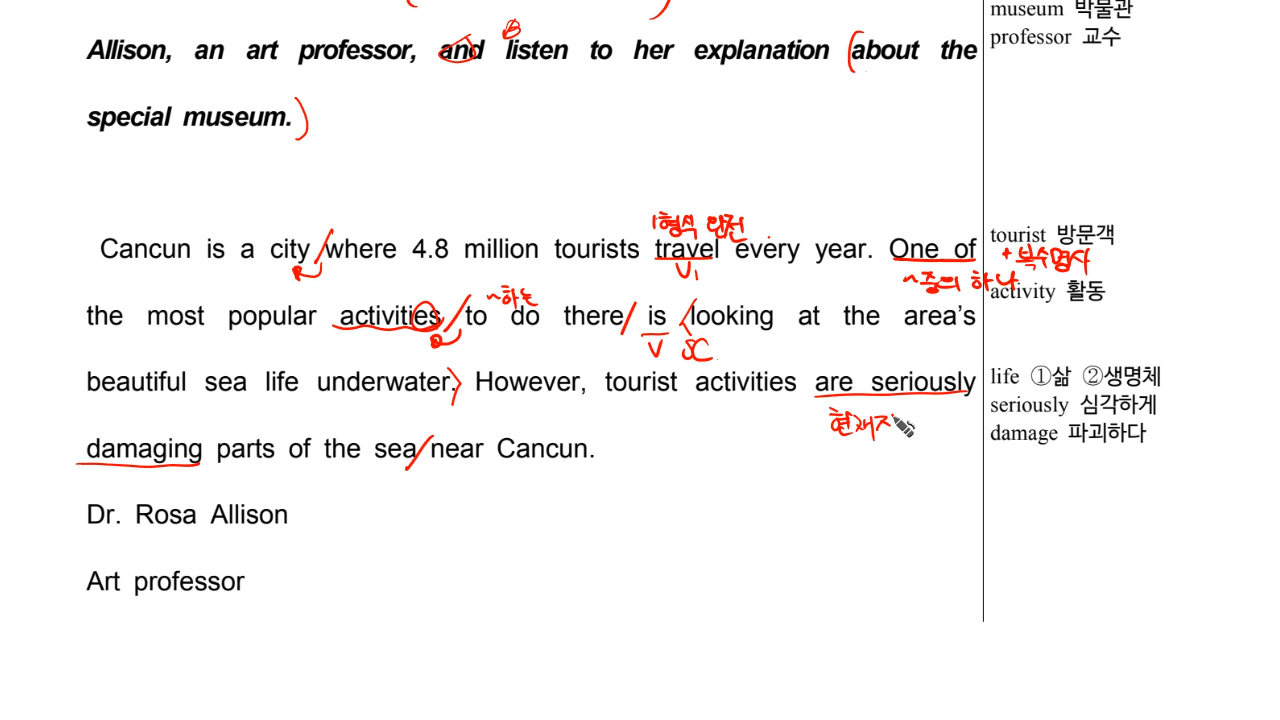 museum 박물관
Allison, an art professor, and listen to her explanation (about the
professor 교수
special museum.)
1형식 완전
Cancun is a city where 4.8 million tourists travel every year. One of
tourist 방문객
V1
+ 복수명사
~중의 하나
activity 활동
~하는
the most popular activities to do there is looking at the area's
V SC
beautiful sea life underwater. However, tourist activities are seriously
life ①삶 ②생명체
seriously 심각하게
현재
damage 파괴하다
damaging parts of the sea near Cancun.
Dr. Rosa Allison
Art professor